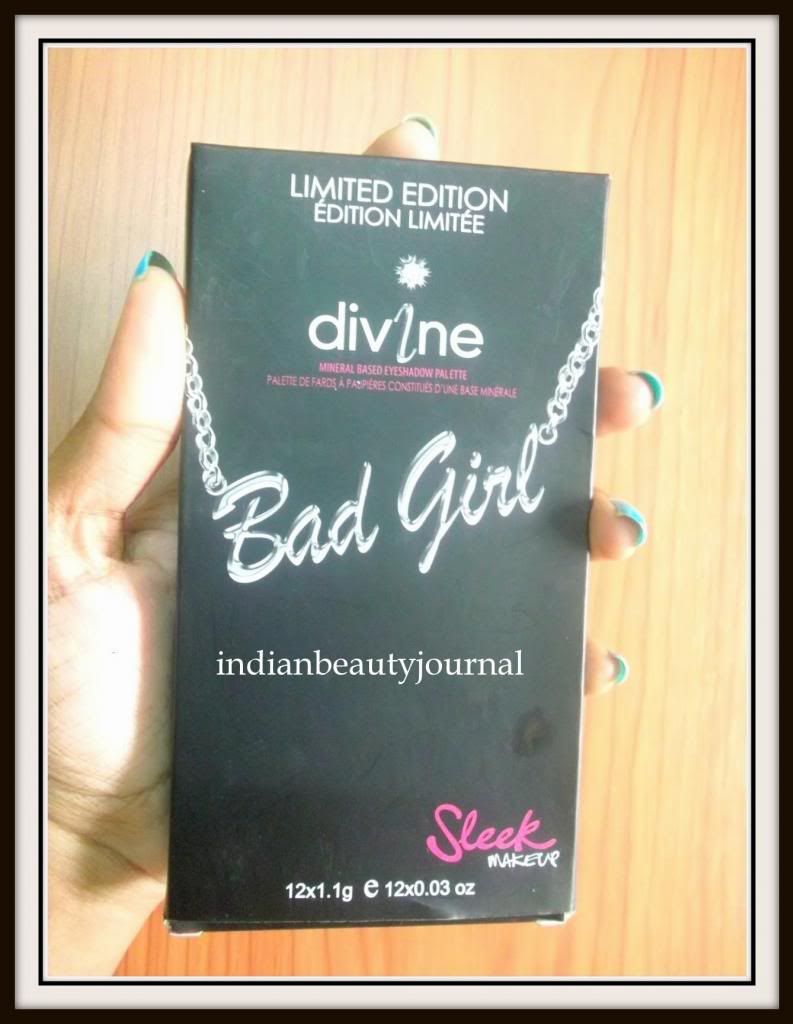 LIMITED EDITION
ÉDITION LIMITÉE
divine
MINERAL BASED EYESHADOW PALETTE
PALETTE DE FARDS À PAUPIÈRES CONSTITUÉS D'UNE BASE MINÉRALE
Bad Girl
indianbeautyjournal
Sleek
MAKEUP
12x1.1g e 12x0.03 oz